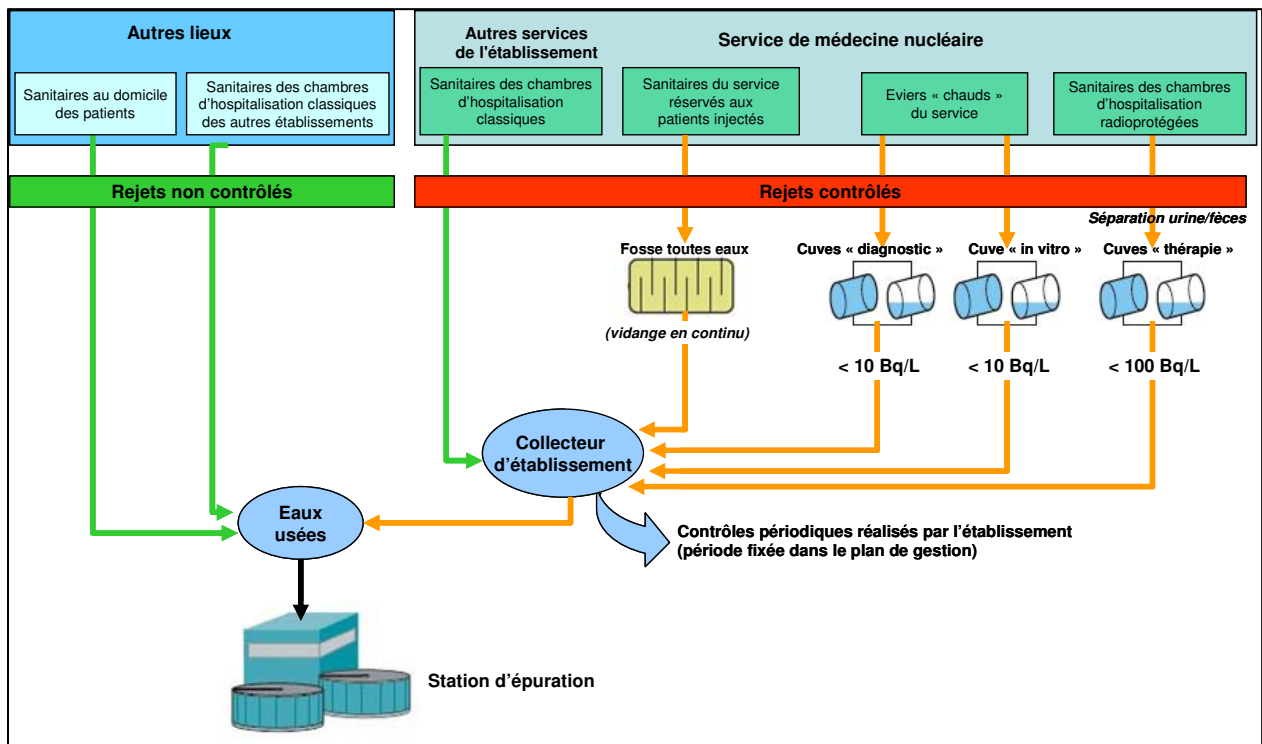 Autres lieux
Sanitaires au domicile
des patients
Sanitaires des chambres
d'hospitalisation classiques
des autres établissements
Autres services
de l'établissement
Service de médecine nucléaire
Sanitaires des chambres
d'hospitalisation
classiques
Sanitaires du service
réservés aux
patients injectés
Eviers « chauds »
du service
Sanitaires des chambres
d'hospitalisation
radioprotégées
Rejets non contrôlés
Rejets contrôlés
Séparation urine/fèces
Fosse toutes eaux
Cuves « diagnostic »
Cuve « in vitro »
Cuves « thérapie »
(vidange en continu)
< 10 Bq/L
< 10 Bq/L
< 100 Bq/L
Collecteur
d'établissement
Eaux
usées
Contrôles périodiques réalisés par l'établissement
(période fixée dans le plan de gestion)
Station d'épuration